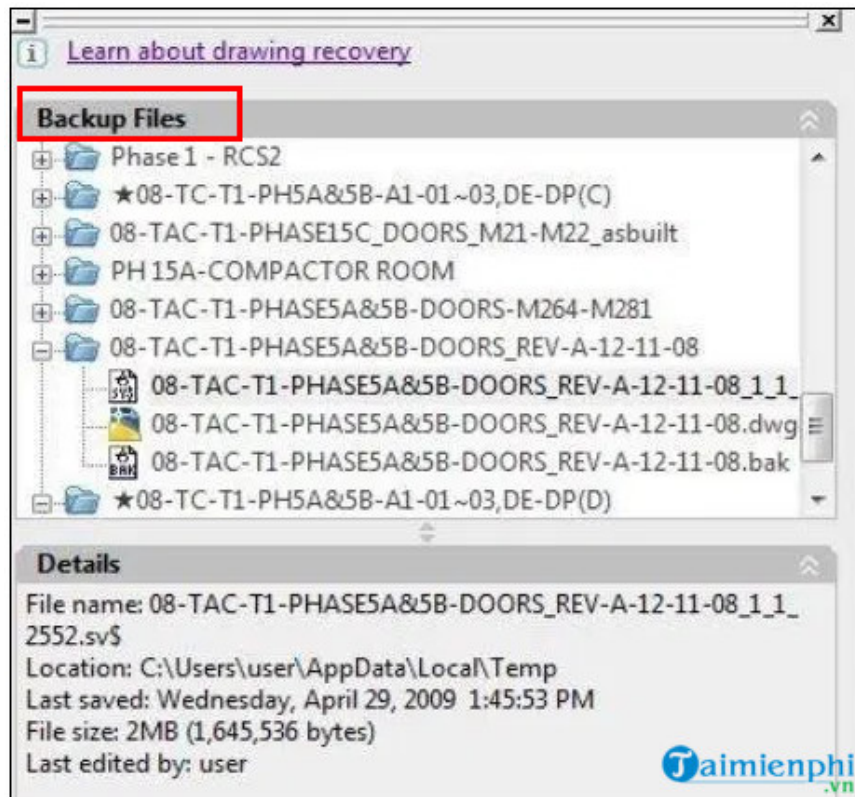 Learn about drawing recovery
Backup Files
Phase 1 - RCS2
★08-TC-T1-PH5A&5B-A1-01~03,DE-DP(C)
08-TAC-T1-PHASE15C_DOORS_M21-M22_asbuilt
PH 15A-COMPACTOR ROOM
08-TAC-T1-PHASE5A&5B-DOORS-M264-M281
08-TAC-T1-PHASE5A&5B-DOORS_REV-A-12-11-08
08-TAC-T1-PHASE5A&5B-DOORS_REV-A-12-11-08_1_1_
08-TAC-T1-PHASE5A&5B-DOORS_REV-A-12-11-08.dwg
08-TAC-T1-PHASE5A&5B-DOORS_REV-A-12-11-08.bak
★08-TC-T1-PH5A&5B-A1-01~03,DE-DP(D)
Details
File name: 08-TAC-T1-PHASE5A&5B-DOORS_REV-A-12-11-08_1_1_
2552.sv$
Location: C:\Users\user\AppData\Local\Temp
Last saved: Wednesday, April 29, 2009 1:45:53 PM
File size: 2MB (1,645,536 bytes)
Last edited by: user
Taimienphi
.vn